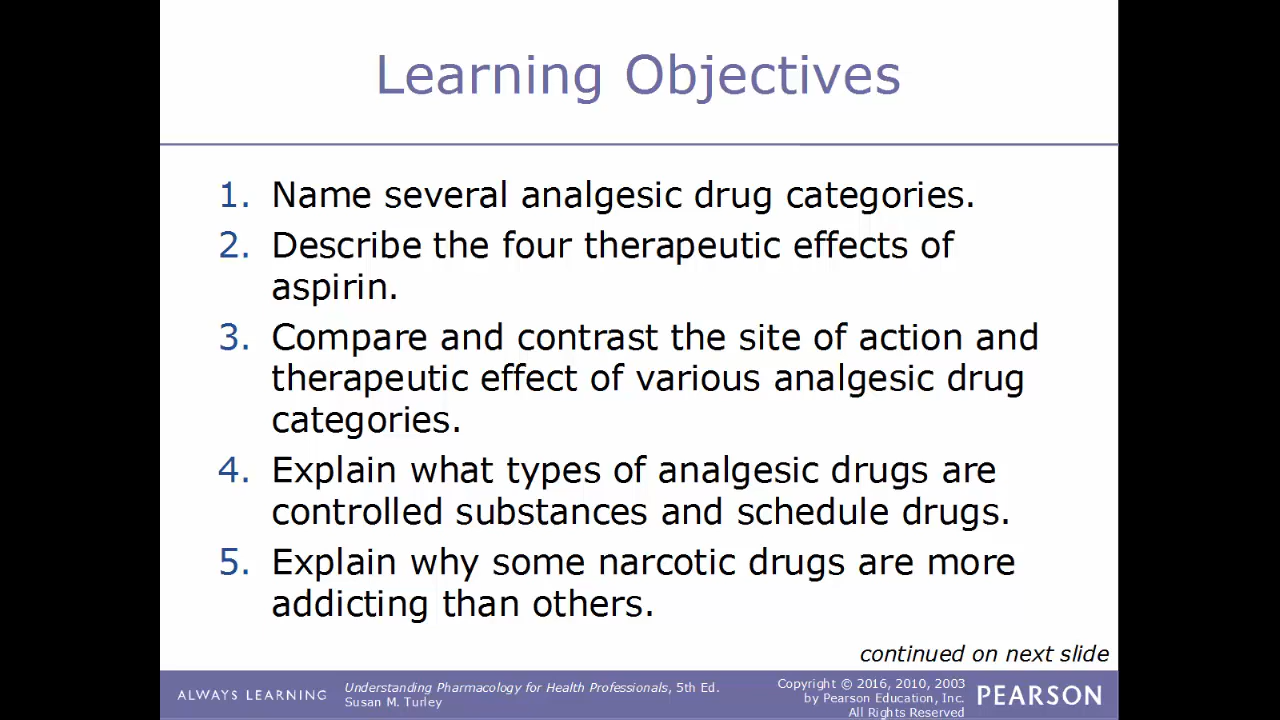 Learning Objectives
1. Name several analgesic drug categories.
2. Describe the four therapeutic effects of
aspirin.
3. Compare and contrast the site of action and
therapeutic effect of various analgesic drug
categories.
4. Explain what types of analgesic drugs are
controlled substances and schedule drugs.
5. Explain why some narcotic drugs are more
addicting than others.
continued on next slide
ALWAYS LEARNING
Understanding Pharmacology for Health Professionals, 5th Ed.
Susan M. Turley
Copyright © 2016, 2010, 2003
by Pearson Education, Inc.
All Rights Reserved
PEARSON